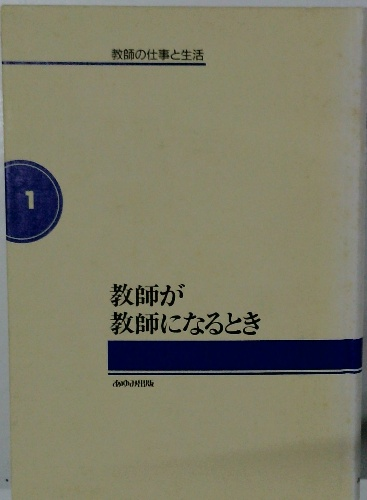 教師の仕事と生活
1
教師が
教師になるとき
あゆみ出版